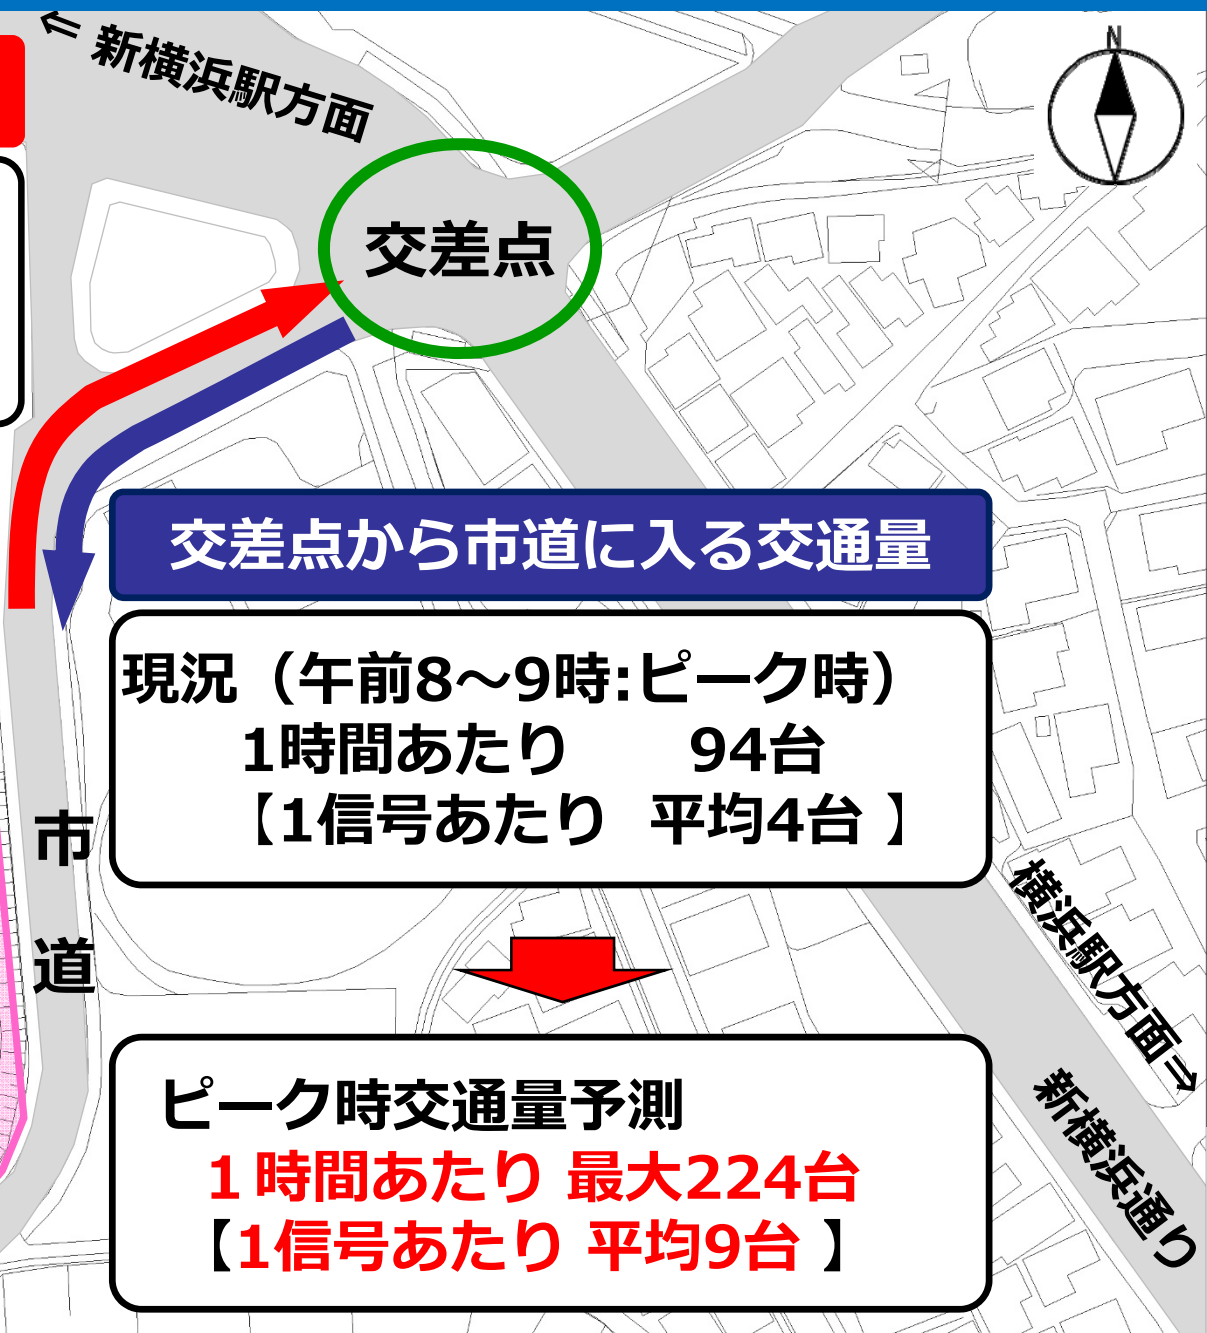 ⇐ 新横浜駅方面
N
交差点
交差点から市道に入る交通量
現況（午前8～9時:ピーク時）
1時間あたり 94台
【1信号あたり 平均4台 】
市道
横浜駅方面⇒
新横浜通り
ピーク時交通量予測
１時間あたり 最大224台
【1信号あたり 平均9台 】